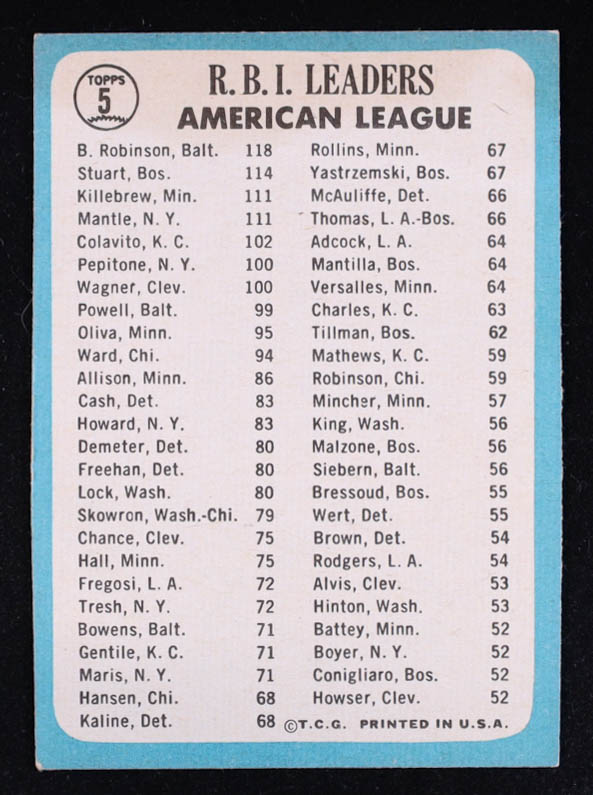 TOPPS
5
R.B.I. LEADERS
AMERICAN LEAGUE
B. Robinson, Balt. 118
Stuart, Bos. 114
Killebrew, Min. 111
Mantle, N. Y. 111
Colavito, K. C. 102
Pepitone, N. Y. 100
Wagner, Clev. 100
Powell, Balt. 99
Oliva, Minn. 95
Ward, Chi. 94
Allison, Minn. 86
Cash, Det. 83
Howard, N. Y. 83
Demeter, Det. 80
Freehan, Det. 80
Lock, Wash. 80
Skowron, Wash.-Chi. 79
Chance, Clev. 75
Hall, Minn. 75
Fregosi, L. A. 72
Tresh, N. Y. 72
Bowens, Balt. 71
Gentile, K. C. 71
Maris, N. Y. 71
Hansen, Chi. 68
Kaline, Det. 68
Rollins, Minn. 67
Yastrzemski, Bos. 67
McAuliffe, Det. 66
Thomas, L. A.-Bos. 66
Adcock, L. A. 64
Mantilla, Bos. 64
Versalles, Minn. 64
Charles, K. C. 63
Tillman, Bos. 62
Mathews, K. C. 59
Robinson, Chi. 59
Mincher, Minn. 57
King, Wash. 56
Malzone, Bos. 56
Siebern, Balt. 56
Bressoud, Bos. 55
Wert, Det. 55
Brown, Det. 54
Rodgers, L. A. 54
Alvis, Clev. 53
Hinton, Wash. 53
Battey, Minn. 52
Boyer, N. Y. 52
Conigliaro, Bos. 52
Howser, Clev. 52
©T.C.G. PRINTED IN U.S.A.